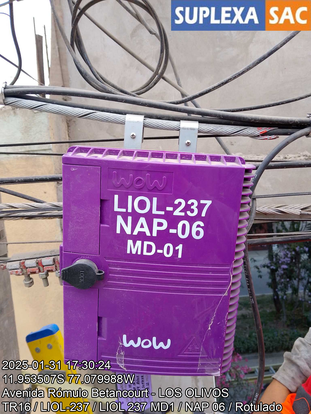 SUPLEXA SAC
WOW
LIOL-237
NAP-06
MD-01
WOW
2025-01-31 17:30:24
11.953507S 77.079988W
Avenida Rómulo Betancourt - LOS OLIVOS
TR16 / LIOL-237 / LIOL 237 MD1 / NAP 06 / Rotulado